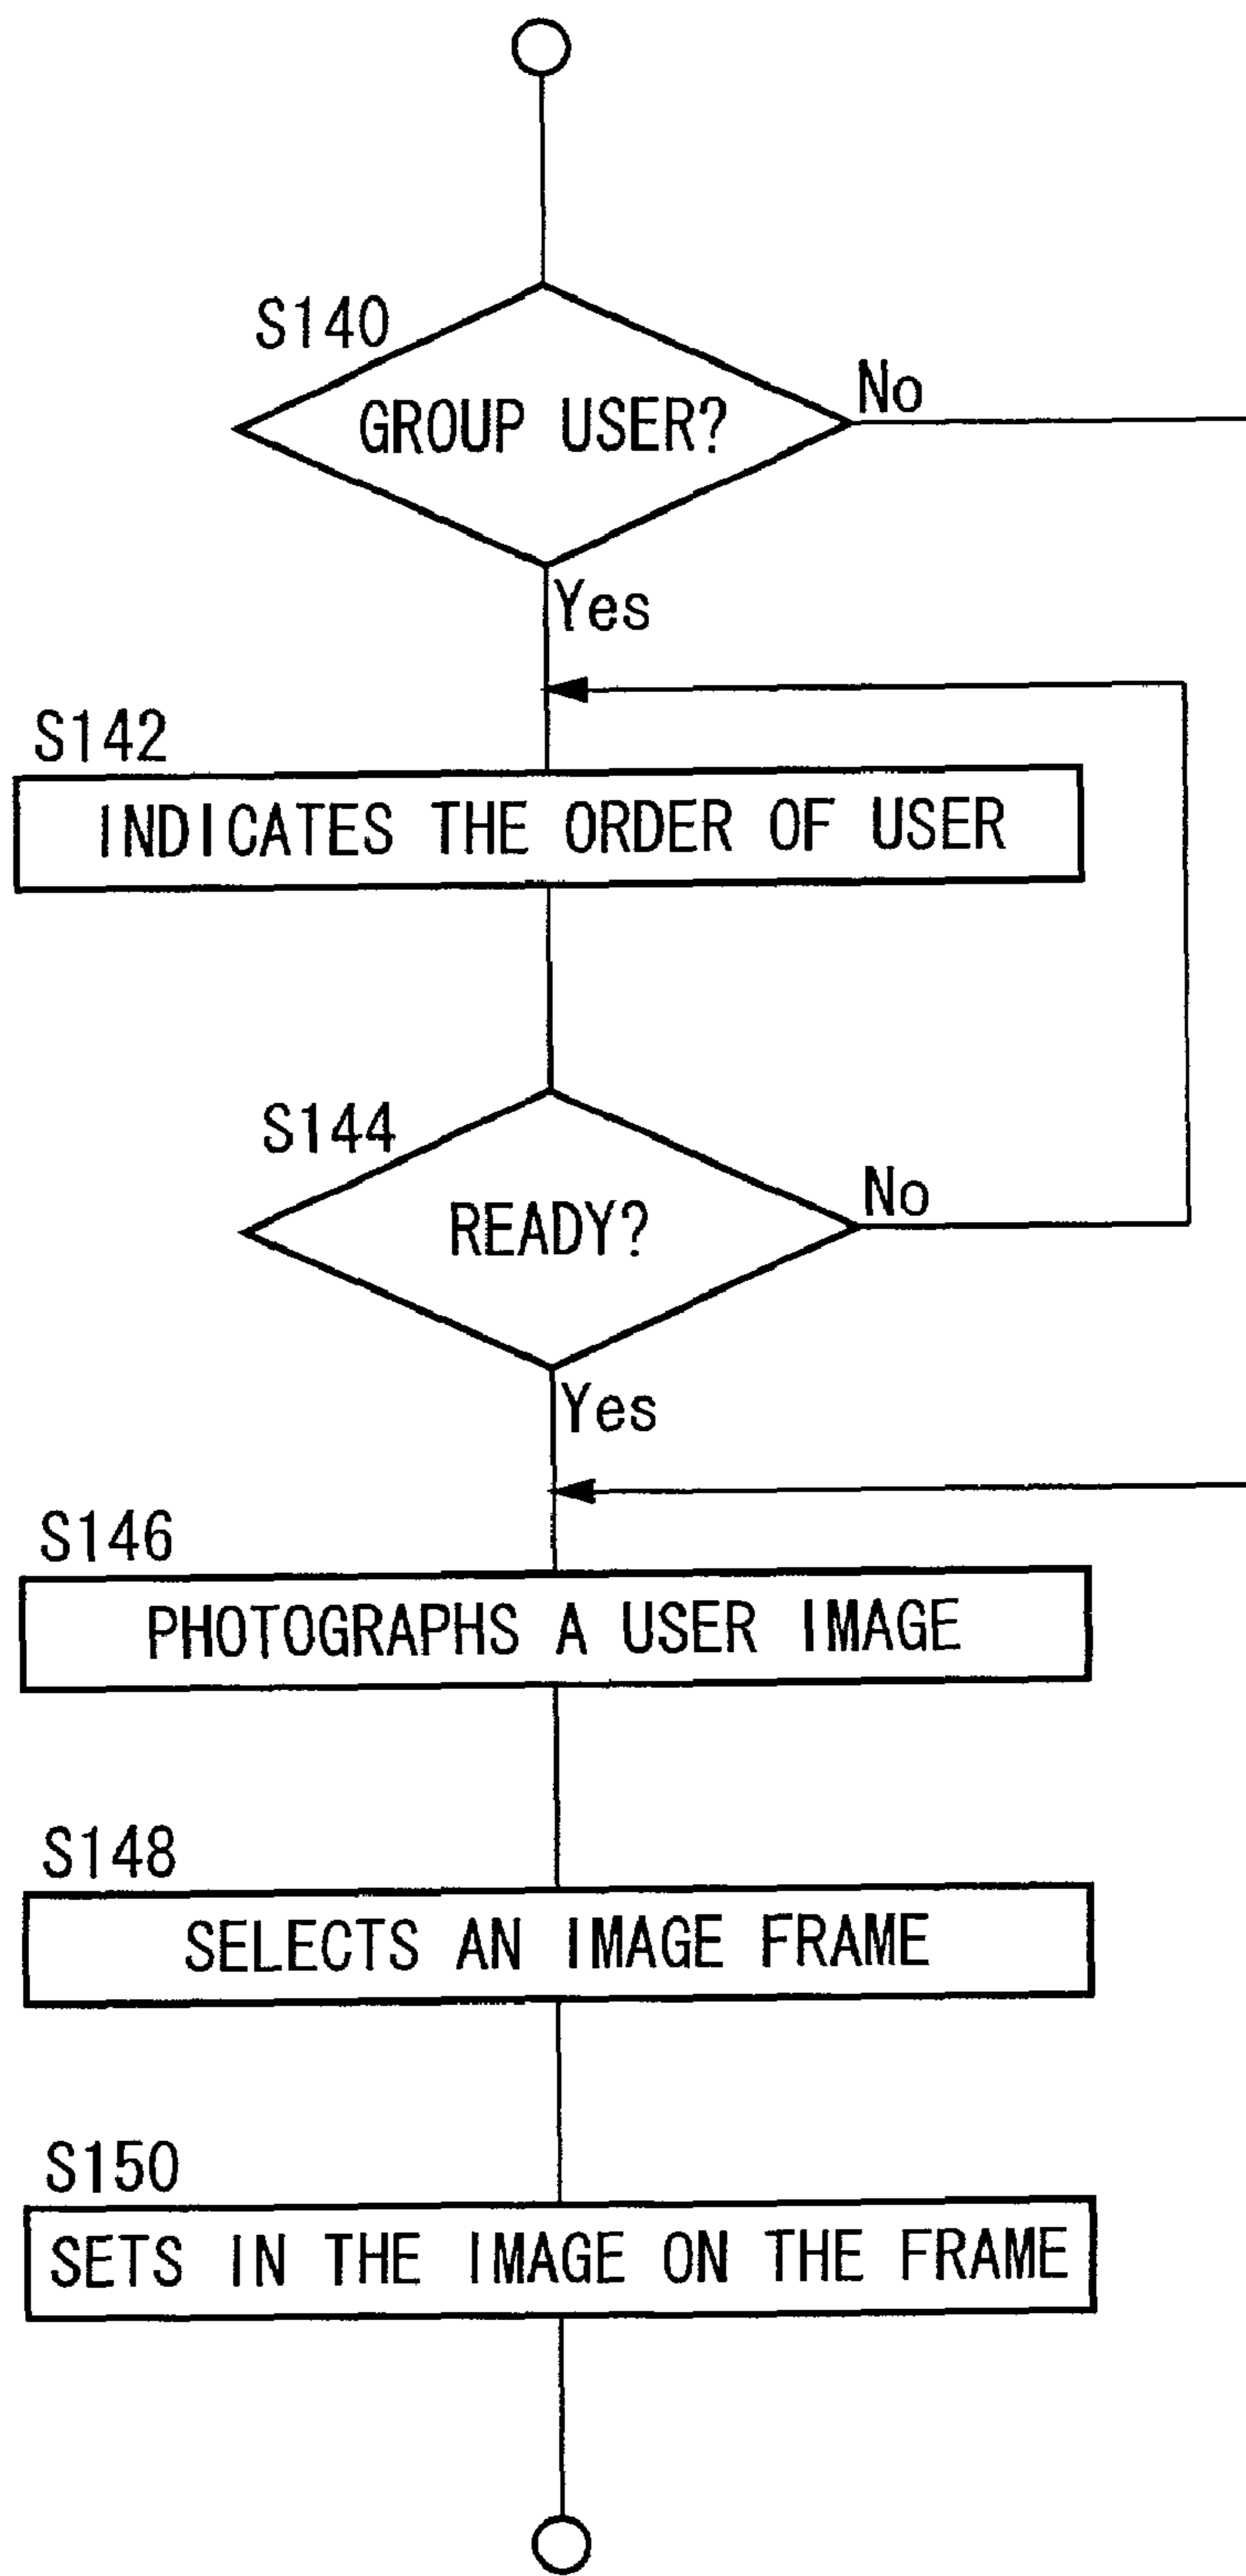 S140
GROUP USER?
No
Yes
S142
INDICATES THE ORDER OF USER
S144
READY?
No
Yes
S146
PHOTOGRAPHS A USER IMAGE
S148
SELECTS AN IMAGE FRAME
S150
SETS IN THE IMAGE ON THE FRAME